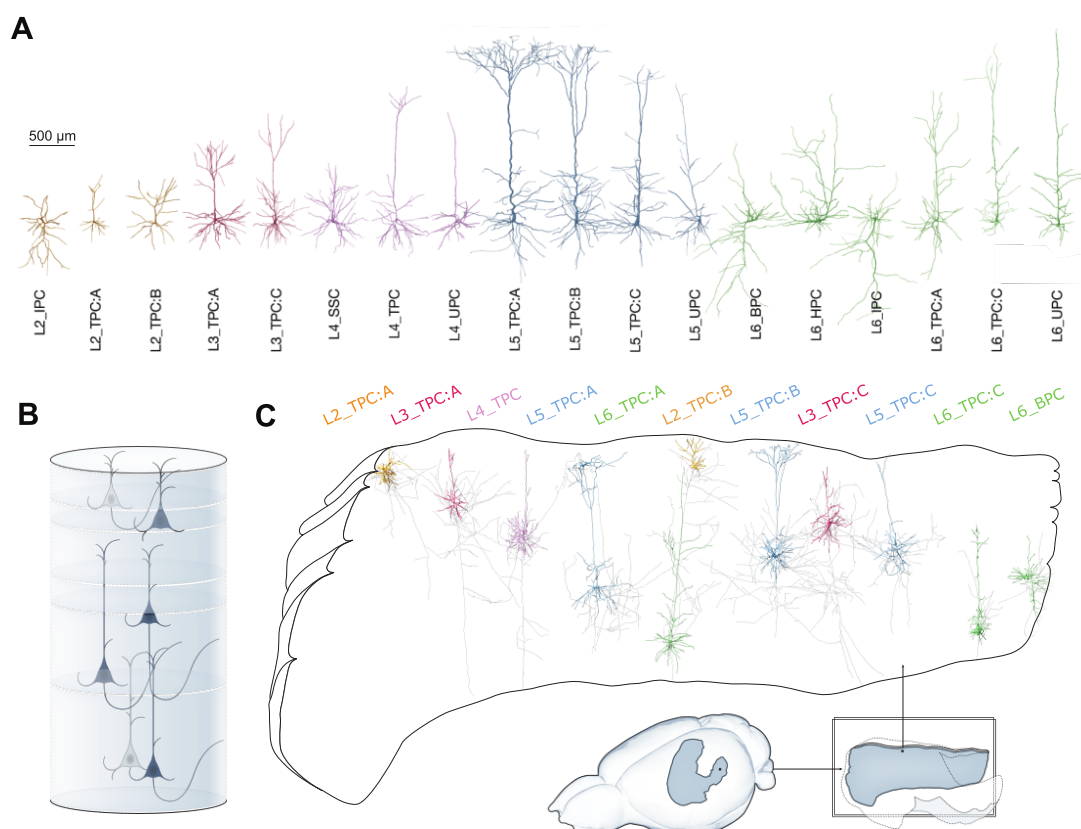 A
500 µm
L2_IPC
L2_TPC:A
L2_TPC:B
L3_TPC:A
L3_TPC:C
L4_SSC
L4_TPC
L4_UPC
L5_TPC:A
L5_TPC:B
L5_TPC:C
L5_UPC
L6_BPC
L6_HPC
L6_IPC
L6_TPC:A
L6_TPC:C
L6_UPC
B
C
L2_TPC:A
L3_TPC:A
L4_TPC
L5_TPC:A
L6_TPC:A
L2_TPC:B
L5_TPC:B
L3_TPC:C
L5_TPC:C
L6_TPC:C
L6_BPC